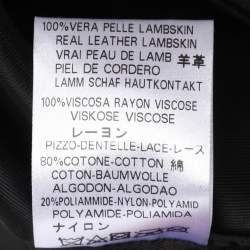 100%VERA PELLE LAMBSKIN
REAL LEATHER LAMBSKIN
VRAI PEAU DE LAMB 羊革
PIEL DE CORDERO
LAMM SCHAF HAUTKONTAKT
100%VISCOSA RAYON VISCOSE
VISKOSE VISCOSE
レーヨン
PIZZO-DENTELLE-LACE-レース
80%COTONE-COTTON 綿
COTON-BAUMWOLLE
ALGODON-ALGODAO
20%POLIAMMIDE-NYLON-POLYAMID
POLYAMIDE-POLIAMIDA
ナイロン